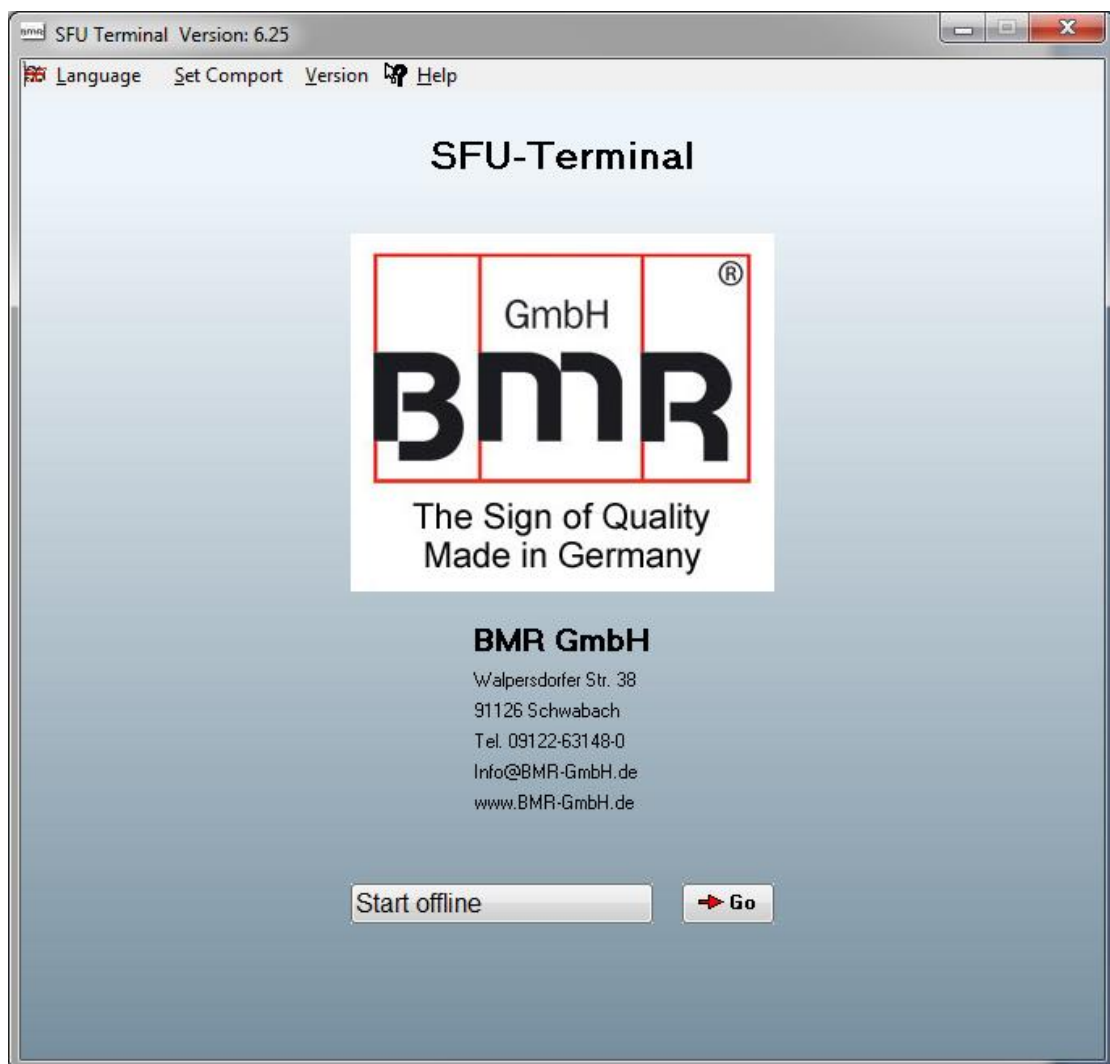 SFU Terminal Version: 6.25
Language Set Comport Version Help
SFU-Terminal
®
GmbH
BMR
The Sign of Quality
Made in Germany
BMR GmbH
Walpersdorfer Str. 38
91126 Schwabach
Tel. 09122-63148-0
Info@BMR-GmbH.de
www.BMR-GmbH.de
Start offline Go